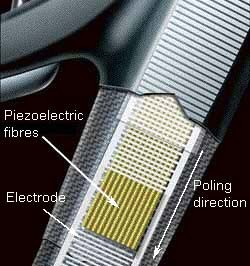 Piezoelectric
fibres
Electrode
Poling
direction